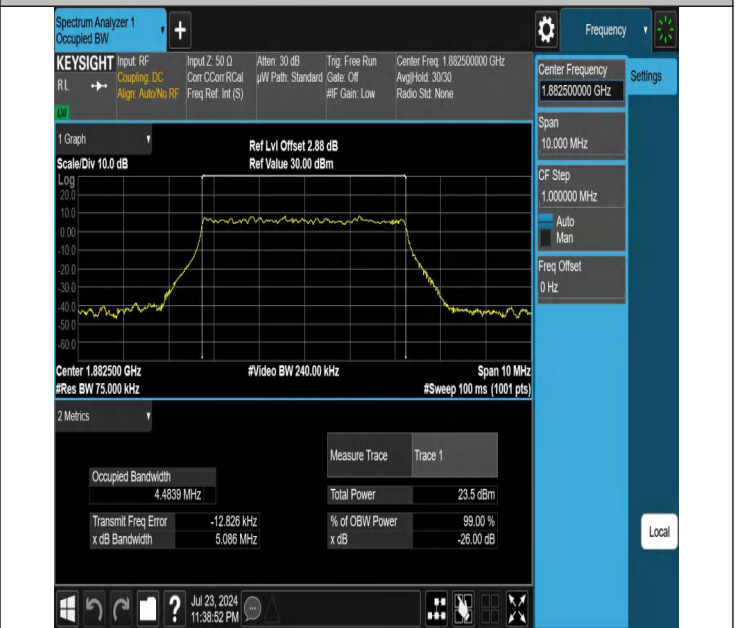 Spectrum Analyzer 1
Occupied BW
+
Frequency
KEYSIGHT
RL
Input: RF
Coupling: DC
Align: Auto/No RF
Input Z: 50 Ω
Corr CCorr RCal
Freq Ref: Int (S)
Atten: 30 dB
µW Path: Standard
Trig: Free Run
Gate: Off
#IF Gain: Low
Center Freq: 1.882500000 GHz
Avg|Hold: 30/30
Radio Std: None
Center Frequency
1.882500000 GHz
Settings
Span
10.000 MHz
CF Step
1.000000 MHz
Auto
Man
Freq Offset
0 Hz
1 Graph
Scale/Div 10.0 dB
Ref Lvl Offset 2.88 dB
Ref Value 30.00 dBm
Log
20.0
10.0
0.00
-10.0
-20.0
-30.0
-40.0
-50.0
-60.0
Center 1.882500 GHz
#Res BW 75.000 kHz
#Video BW 240.00 kHz
Span 10 MHz
#Sweep 100 ms (1001 pts)
2 Metrics
Measure Trace Trace 1
Occupied Bandwidth
4.4839 MHz
Total Power 23.5 dBm
Transmit Freq Error -12.826 kHz
% of OBW Power 99.00 %
x dB Bandwidth 5.086 MHz
x dB -26.00 dB
Local
?
Jul 23, 2024
11:38:52 PM